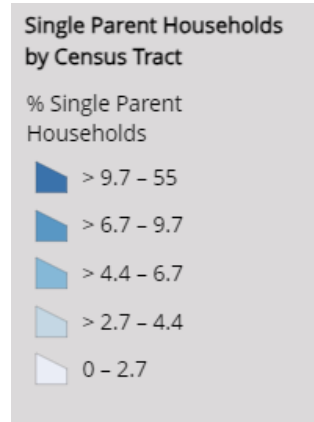 Single Parent Households
by Census Tract
% Single Parent
Households
> 9.7 – 55
> 6.7 – 9.7
> 4.4 – 6.7
> 2.7 – 4.4
0 – 2.7